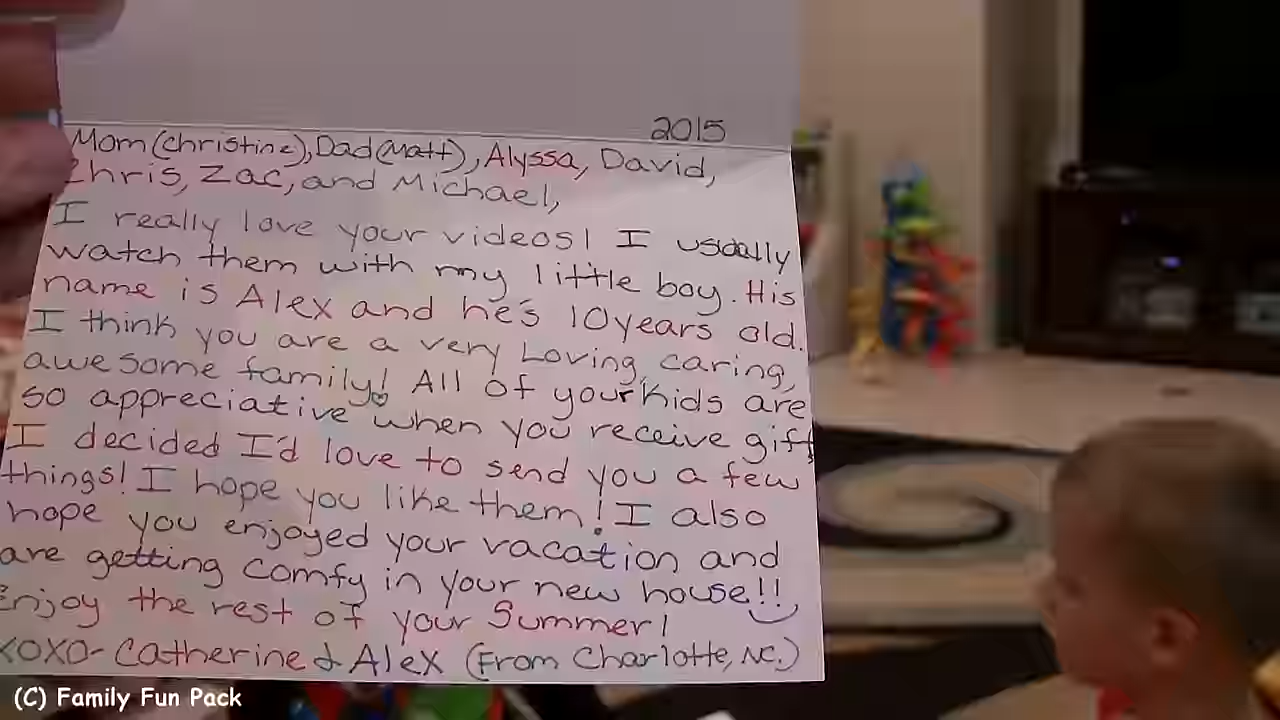 2015
Mom(christine), Dad(Matt), Alyssa, David,
Chris, Zac, and Michael,
I really love your videos! I usually
watch them with my little boy. His
name is Alex and he's 10 years old.
I think you are a very Loving, caring,
awesome family! All of your kids are
so appreciative when you receive gifts
I decided I'd love to send you a few
things! I hope you like them! I also
hope you enjoyed your vacation and
are getting comfy in your new house!!
Enjoy the rest of your Summer!
XOXO- Catherine & Alex (From Charlotte, NC.)
(C) Family Fun Pack